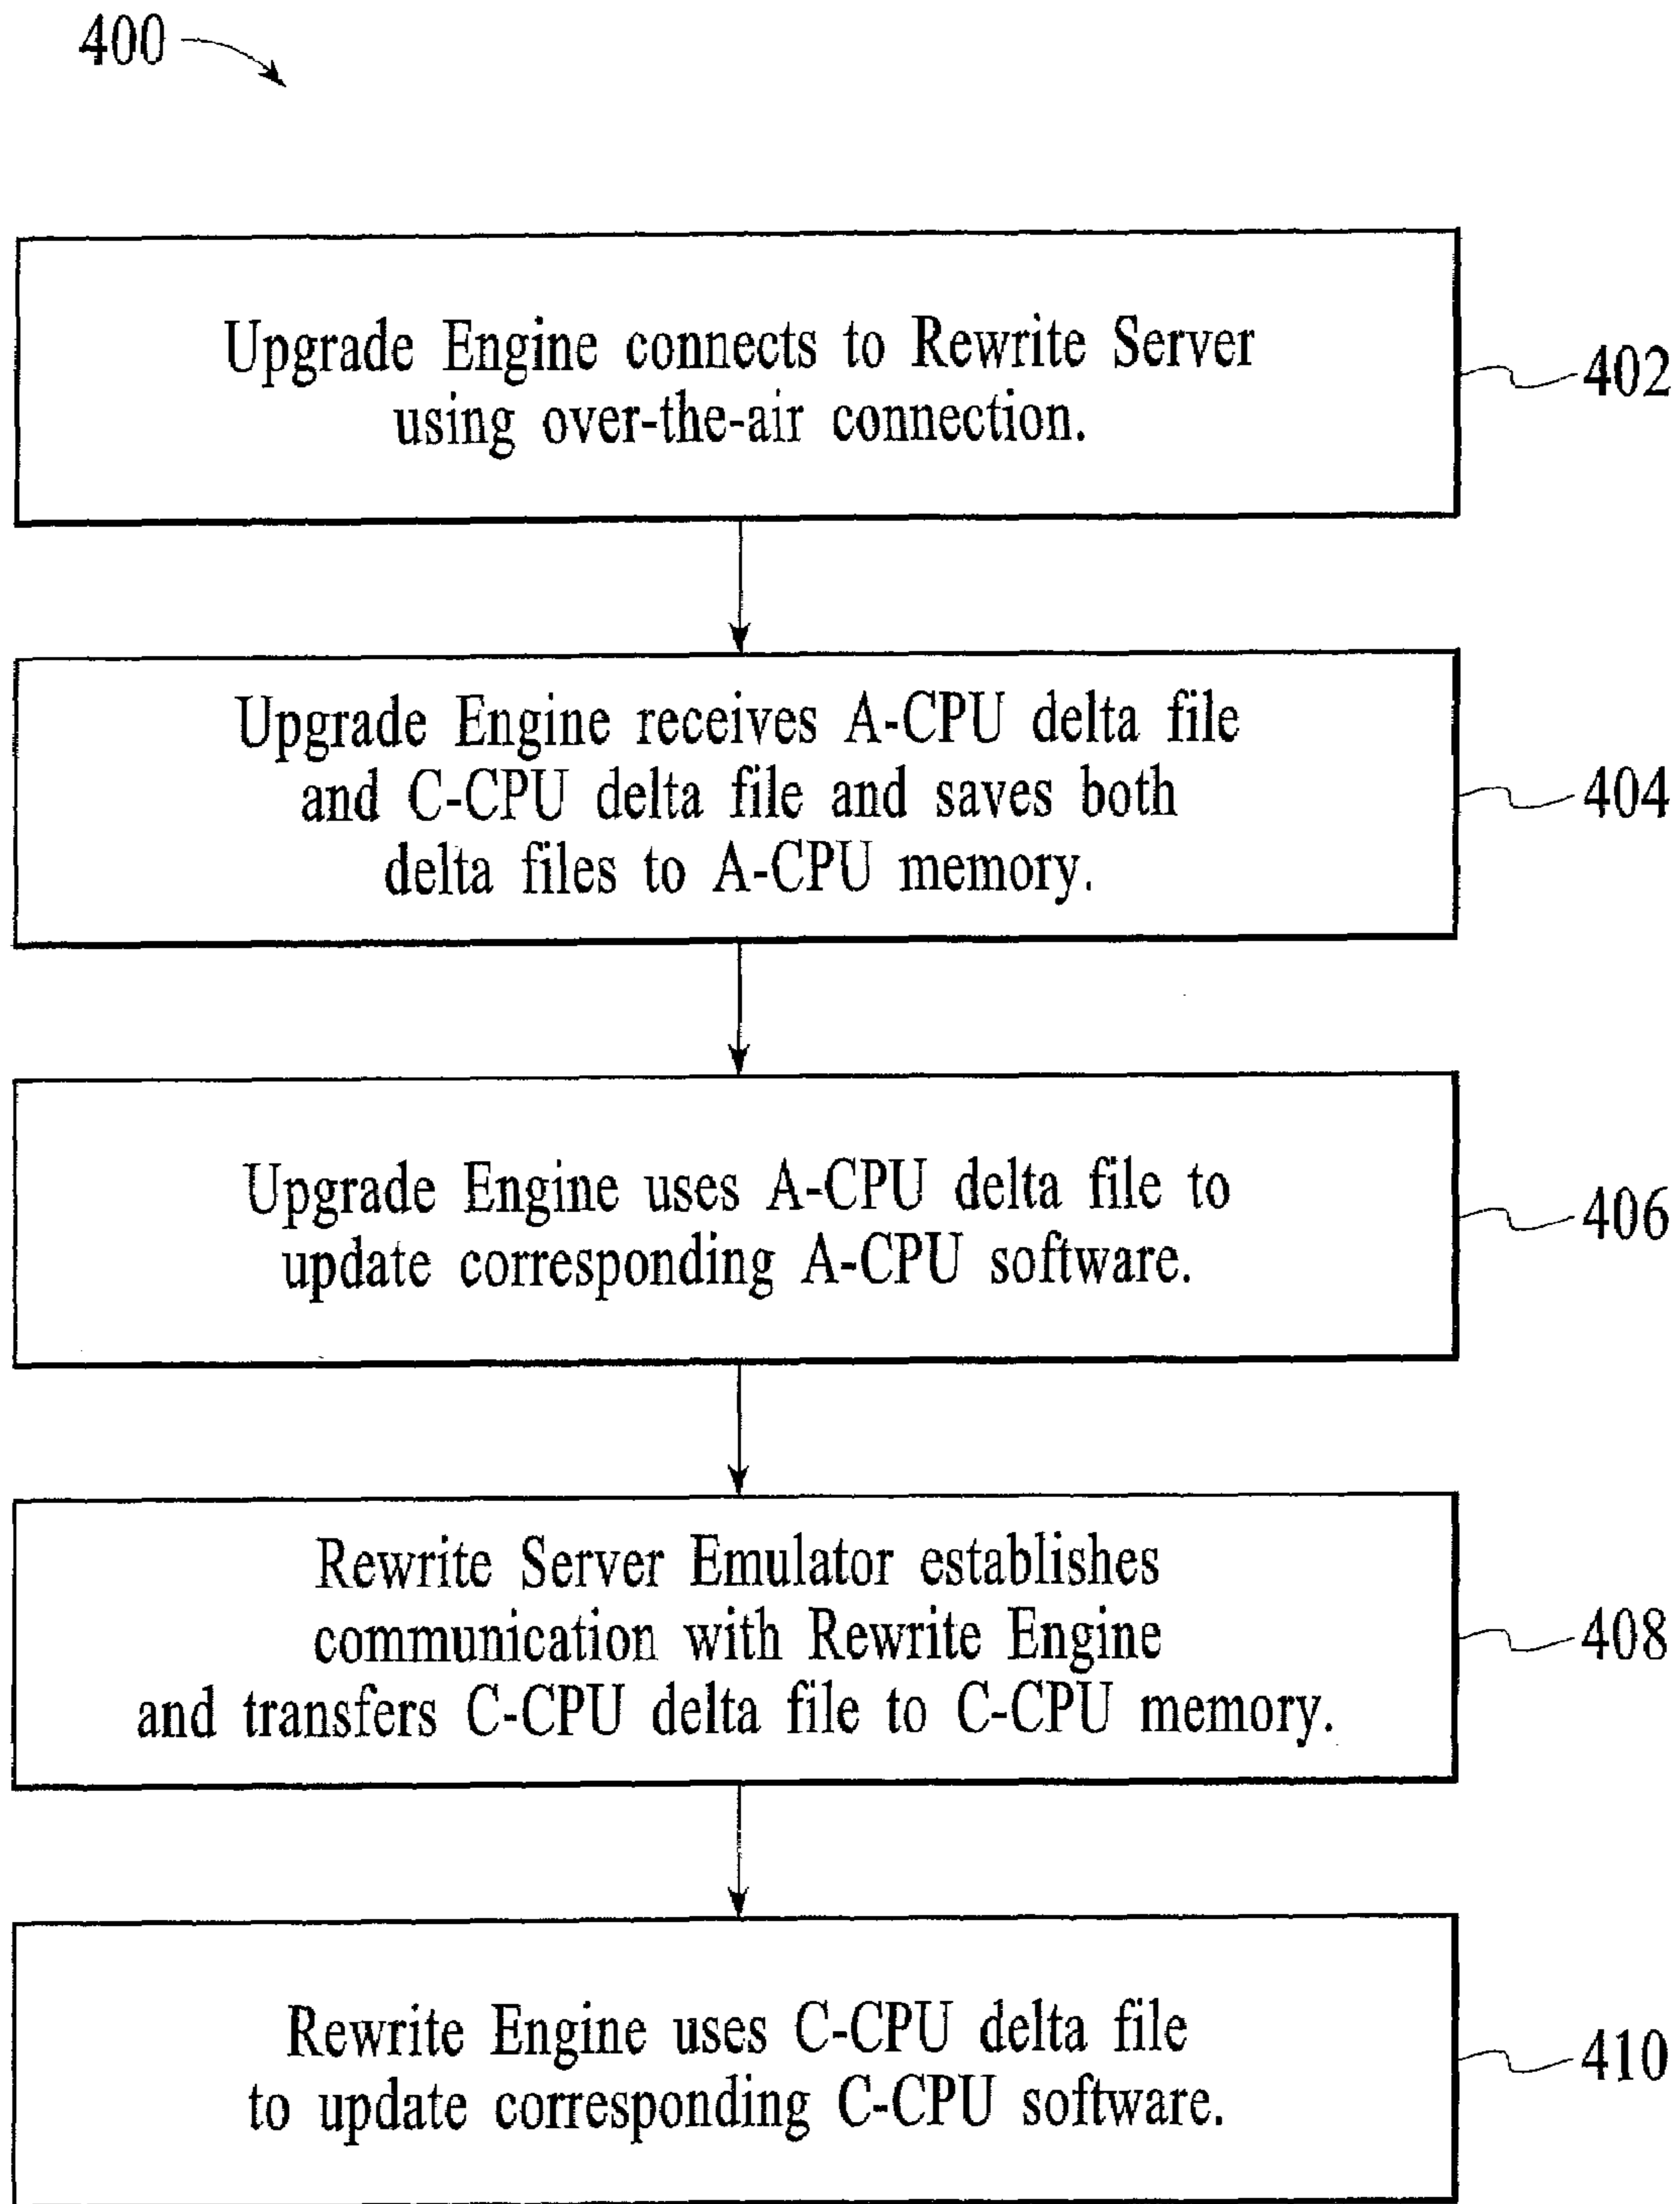 400
Upgrade Engine connects to Rewrite Server
using over-the-air connection.
402
Upgrade Engine receives A-CPU delta file
and C-CPU delta file and saves both
delta files to A-CPU memory.
404
Upgrade Engine uses A-CPU delta file to
update corresponding A-CPU software.
406
Rewrite Server Emulator establishes
communication with Rewrite Engine
and transfers C-CPU delta file to C-CPU memory.
408
Rewrite Engine uses C-CPU delta file
to update corresponding C-CPU software.
410